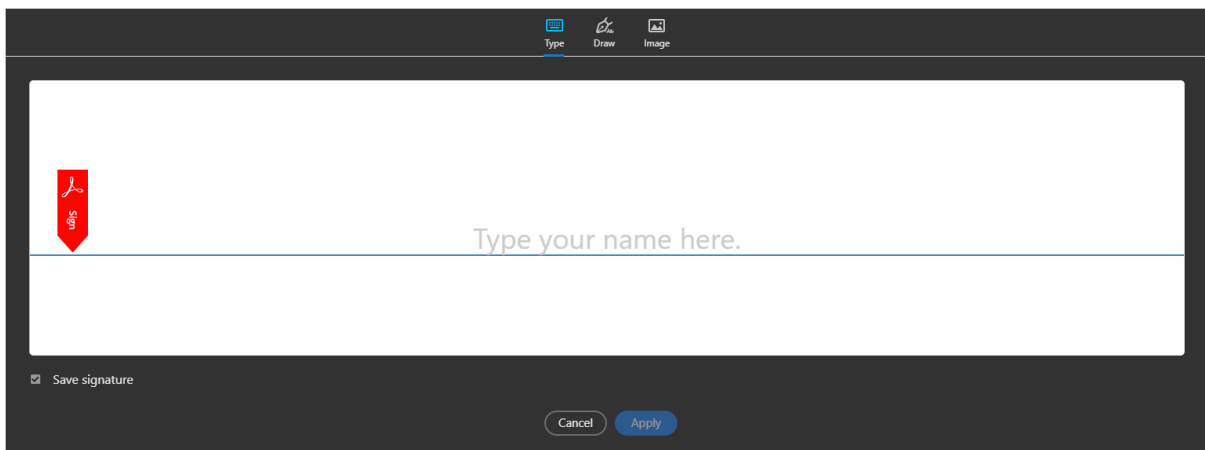 Type Draw Image
Sign
Type your name here.
Save signature
Cancel Apply